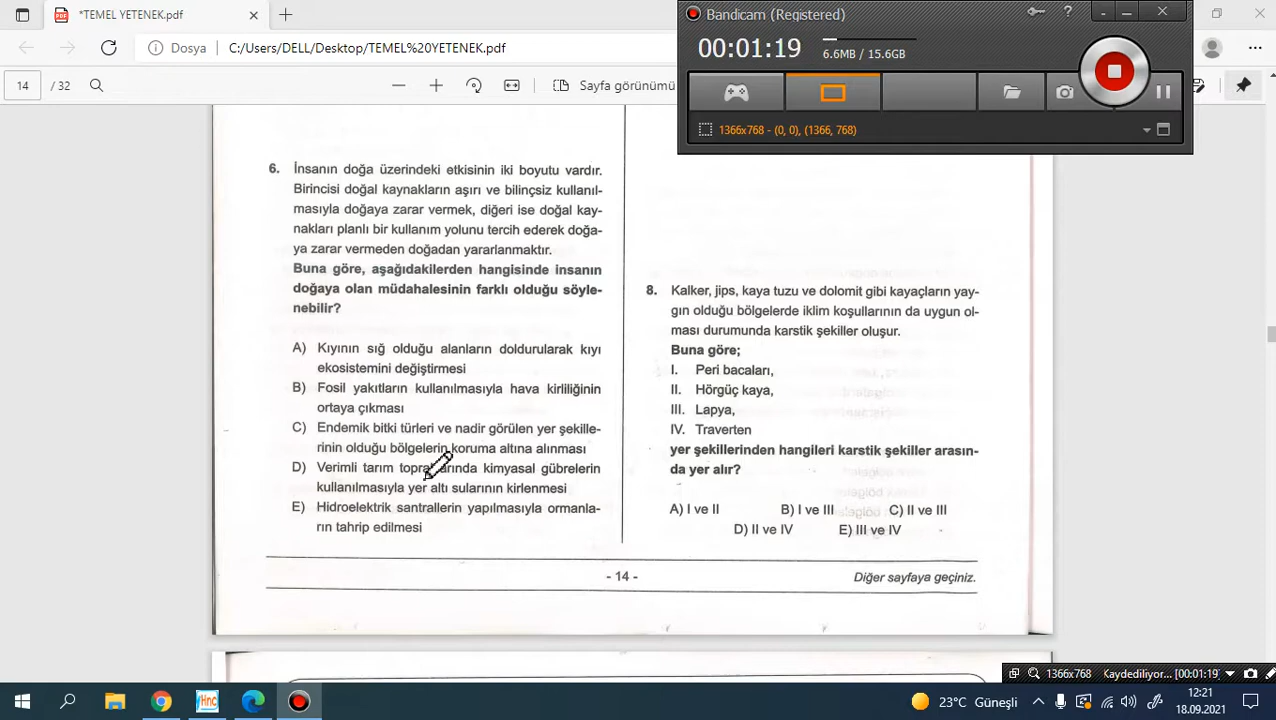 *TEMEL YETENEK.pdf
Bandicam (Registered)
00:01:19
6.6MB / 15.6GB
1366x768 - (0, 0), (1366, 768)
Dosya
C:/Users/DELL/Desktop/TEMEL%20YETENEK.pdf
14 / 32
Sayfa görünümü
6. İnsanın doğa üzerindeki etkisinin iki boyutu vardır.
Birincisi doğal kaynakların aşırı ve bilinçsiz kullanıl-
masıyla doğaya zarar vermek, diğeri ise doğal kay-
nakları planlı bir kullanım yolunu tercih ederek doğa-
ya zarar vermeden doğadan yararlanmaktır.
Buna göre, aşağıdakilerden hangisinde insanın
doğaya olan müdahalesinin farklı olduğu söyle-
nebilir?
A) Kıyının sığ olduğu alanların doldurularak kıyı
ekosistemini değiştirmesi
B) Fosil yakıtların kullanılmasıyla hava kirliliğinin
ortaya çıkması
C) Endemik bitki türleri ve nadir görülen yer şekille-
rinin olduğu bölgelerin koruma altına alınması
D) Verimli tarım topraklarında kimyasal gübrelerin
kullanılmasıyla yer altı sularının kirlenmesi
E) Hidroelektrik santrallerin yapılmasıyla ormanla-
rın tahrip edilmesi
8. Kalker, jips, kaya tuzu ve dolomit gibi kayaçların yay-
gın olduğu bölgelerde iklim koşullarının da uygun ol-
ması durumunda karstik şekiller oluşur.
Buna göre;
I. Peri bacaları,
II. Hörgüç kaya,
III. Lapya,
IV. Traverten
yer şekillerinden hangileri karstik şekiller arasın-
da yer alır?
A) I ve II B) I ve III C) II ve III
D) II ve IV E) III ve IV
- 14 -
Diğer sayfaya geçiniz.
1366x768 Kaydediliyor... [00:01:19]
Hnc
23°C Güneşli
12:21
18.09.2021